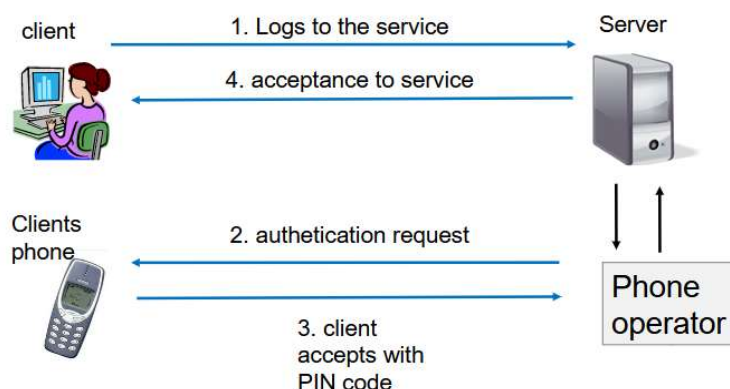 client
1. Logs to the service
Server
4. acceptance to service
Clients
phone
2. authetication request
Phone
operator
3. client
accepts with
PIN code